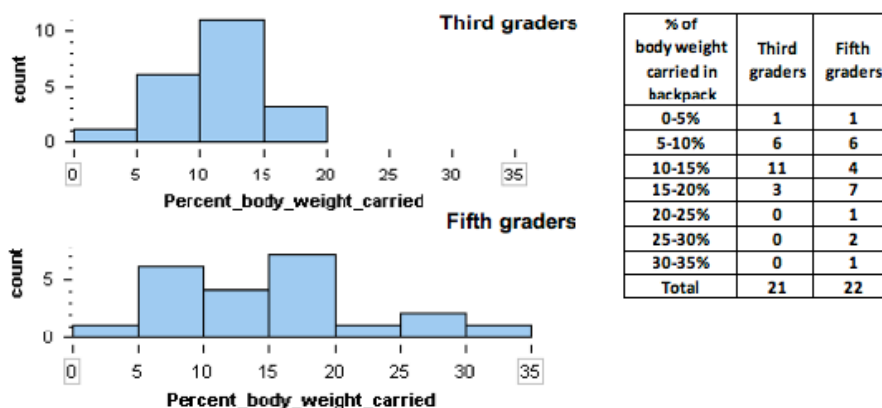 Third graders
10
5
0
count
0 5 10 15 20 25 30 35
Percent_body_weight_carried
Fifth graders
5
0
count
0 5 10 15 20 25 30 35
Percent_body_weight_carried
% of body weight carried in backpack Third graders Fifth graders
0-5% 1 1
5-10% 6 6
10-15% 11 4
15-20% 3 7
20-25% 0 1
25-30% 0 2
30-35% 0 1
Total 21 22